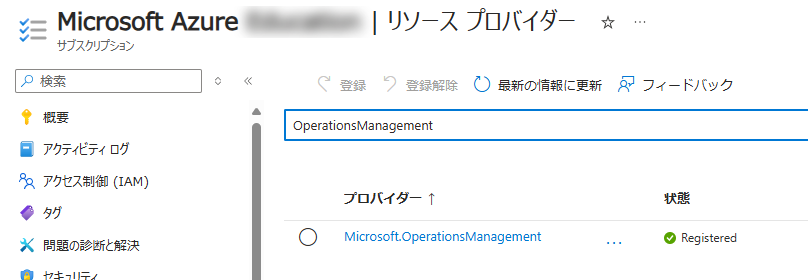 Microsoft Azure | リソース プロバイダー
サブスクリプション
検索
登録 登録解除 最新の情報に更新 フィードバック
概要
アクティビティ ログ
アクセス制御 (IAM)
タグ
問題の診断と解決
セキュリティ
OperationsManagement
プロバイダー ↑ 状態
Microsoft.OperationsManagement ... Registered